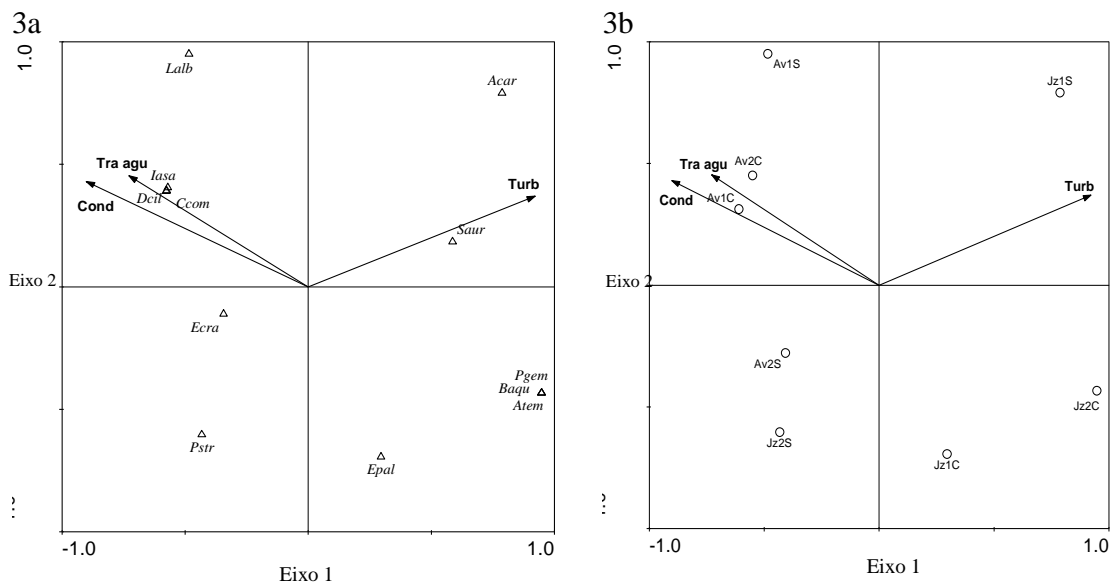 3a
1.0
Lalb
Acar
Tra agu
Iasa
Dcil
Ccom
Cond
Turb
Saur
Eixo 2
Ecra
Pgem
Baqu
Atem
Pstr
Epal
-1.0
1.0
Eixo 1
3b
1.0
Av1S
Jz1S
Tra agu
Av2C
Cond
Av1C
Turb
Eixo 2
Av2S
Jz2C
Jz2S
Jz1C
-1.0
1.0
Eixo 1